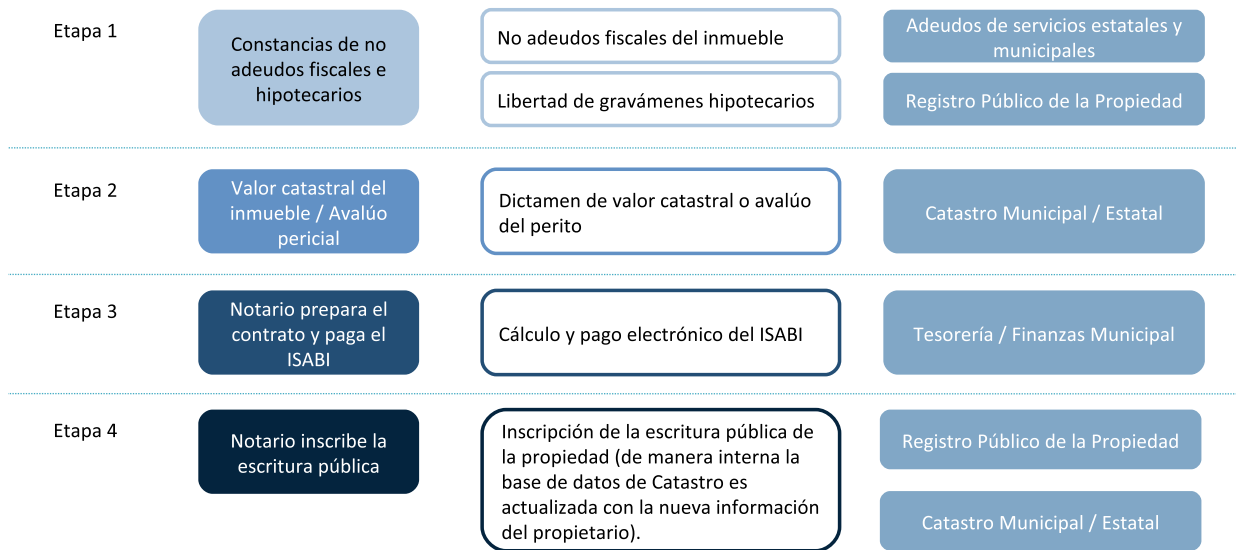 Etapa 1
Constancias de no
adeudos fiscales e
hipotecarios
No adeudos fiscales del inmueble
Libertad de gravámenes hipotecarios
Adeudos de servicios estatales y
municipales
Registro Público de la Propiedad
Etapa 2
Valor catastral del
inmueble / Avalúo
pericial
Dictamen de valor catastral o avalúo
del perito
Catastro Municipal / Estatal
Etapa 3
Notario prepara el
contrato y paga el
ISABI
Cálculo y pago electrónico del ISABI
Tesorería / Finanzas Municipal
Etapa 4
Notario inscribe la
escritura pública
Inscripción de la escritura pública de
la propiedad (de manera interna la
base de datos de Catastro es
actualizada con la nueva información
del propietario).
Registro Público de la Propiedad
Catastro Municipal / Estatal